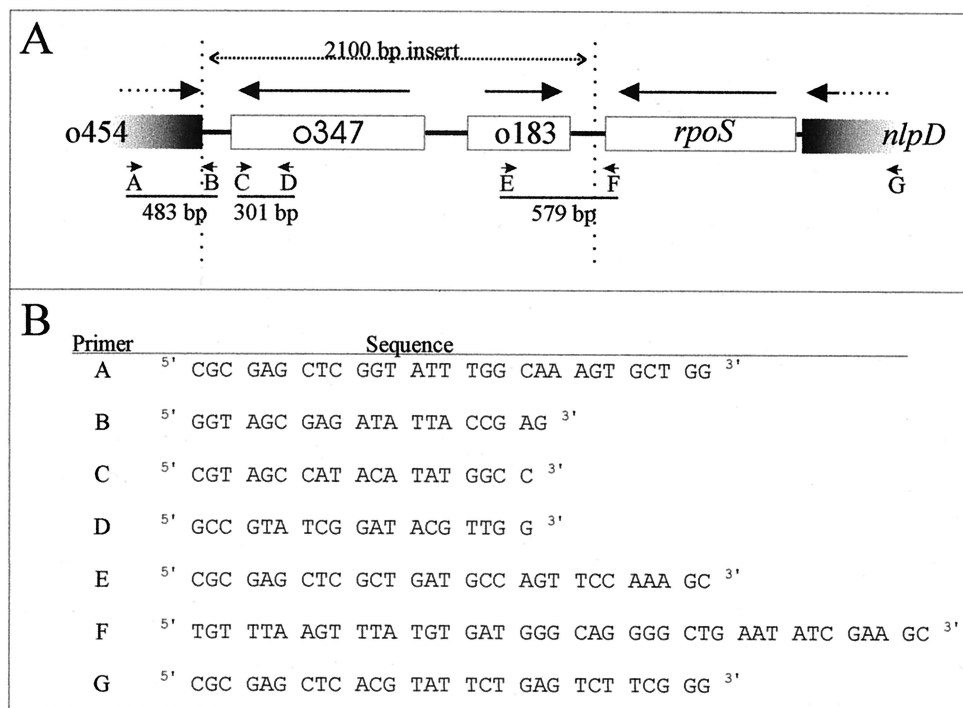 A
2100 bp insert
o454 o347 o183 rpoS nlpD
A B C D E F G
483 bp 301 bp 579 bp
B
Primer Sequence
A 5' CGC GAG CTC GGT ATT TGG CAA AGT GCT GG 3'
B 5' GGT AGC GAG ATA TTA CCG AG 3'
C 5' CGT AGC CAT ACA TAT GGC C 3'
D 5' GCC GTA TCG GAT ACG TTG G 3'
E 5' CGC GAG CTC GCT GAT GCC AGT TCC AAA GC 3'
F 5' TGT TTA AGT TTA TGT GAT GGG CAG GGG CTG AAT ATC GAA GC 3'
G 5' CGC GAG CTC ACG TAT TCT GAG TCT TCG GG 3'